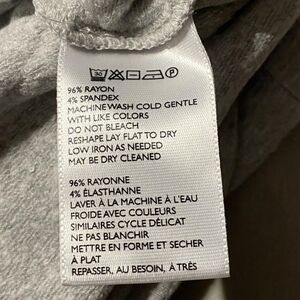 96% RAYON
4% SPANDEX
MACHINE WASH COLD GENTLE
WITH LIKE COLORS
DO NOT BLEACH
RESHAPE LAY FLAT TO DRY
LOW IRON AS NEEDED
MAY BE DRY CLEANED
96% RAYONNE
4% ÉLASTHANNE
LAVER À LA MACHINE À L'EAU
FROIDE AVEC COULEURS
SIMILAIRES CYCLE DÉLICAT
NE PAS BLANCHIR
METTRE EN FORME ET SECHER
À PLAT
REPASSER, AU BESOIN, À TRÈS